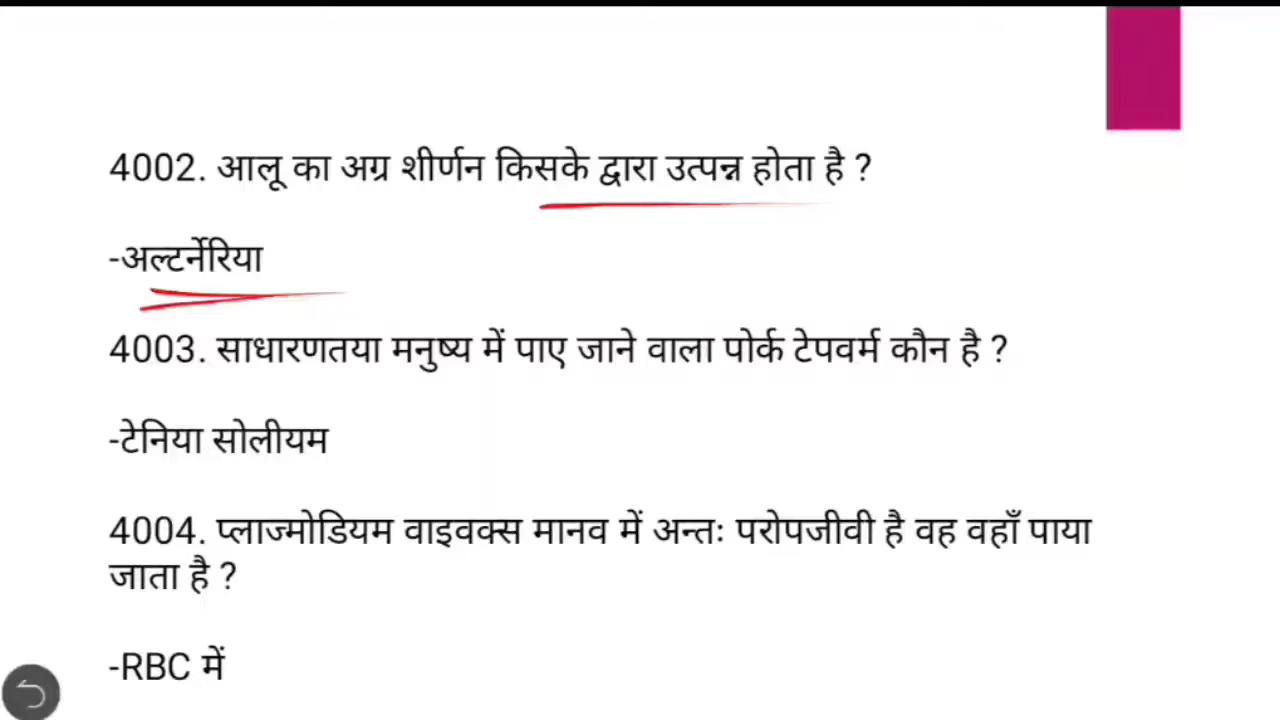 4002. आलू का अग्र शीर्णन किसके द्वारा उत्पन्न होता है ?
-अल्टर्नेरिया
4003. साधारणतया मनुष्य में पाए जाने वाला पोर्क टेपवर्म कौन है ?
-टेनिया सोलीयम
4004. प्लाज्मोडियम वाइवक्स मानव में अन्तः परोपजीवी है वह वहाँ पाया
जाता है ?
-RBC में